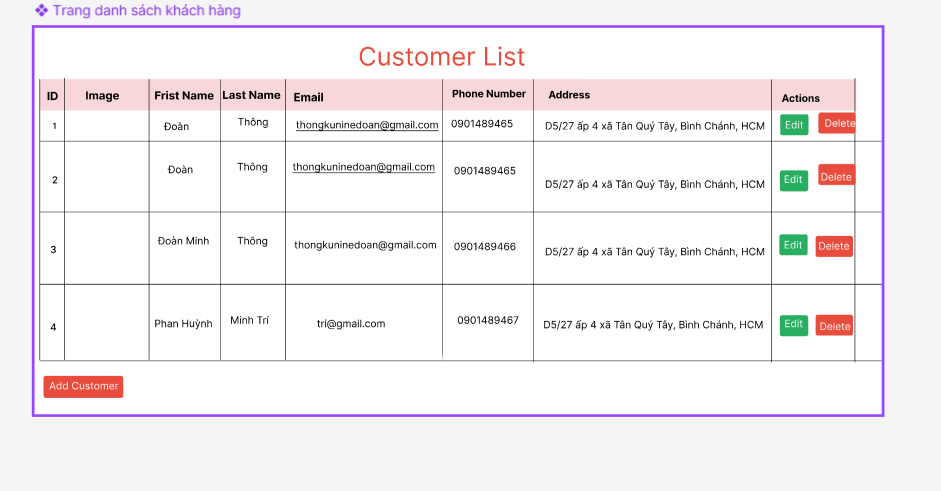 ❖ Trang danh sách khách hàng
Customer List
ID Image Frist Name Last Name Email Phone Number Address Actions
1 Đoàn Thông thongkuninedoan@gmail.com 0901489465 D5/27 ấp 4 xã Tân Quý Tây, Bình Chánh, HCM Edit Delete
2 Đoàn Thông thongkuninedoan@gmail.com 0901489465 D5/27 ấp 4 xã Tân Quý Tây, Bình Chánh, HCM Edit Delete
3 Đoàn Minh Thông thongkuninedoan@gmail.com 0901489466 D5/27 ấp 4 xã Tân Quý Tây, Bình Chánh, HCM Edit Delete
4 Phan Huỳnh Minh Trí tri@gmail.com 0901489467 D5/27 ấp 4 xã Tân Quý Tây, Bình Chánh, HCM Edit Delete
Add Customer